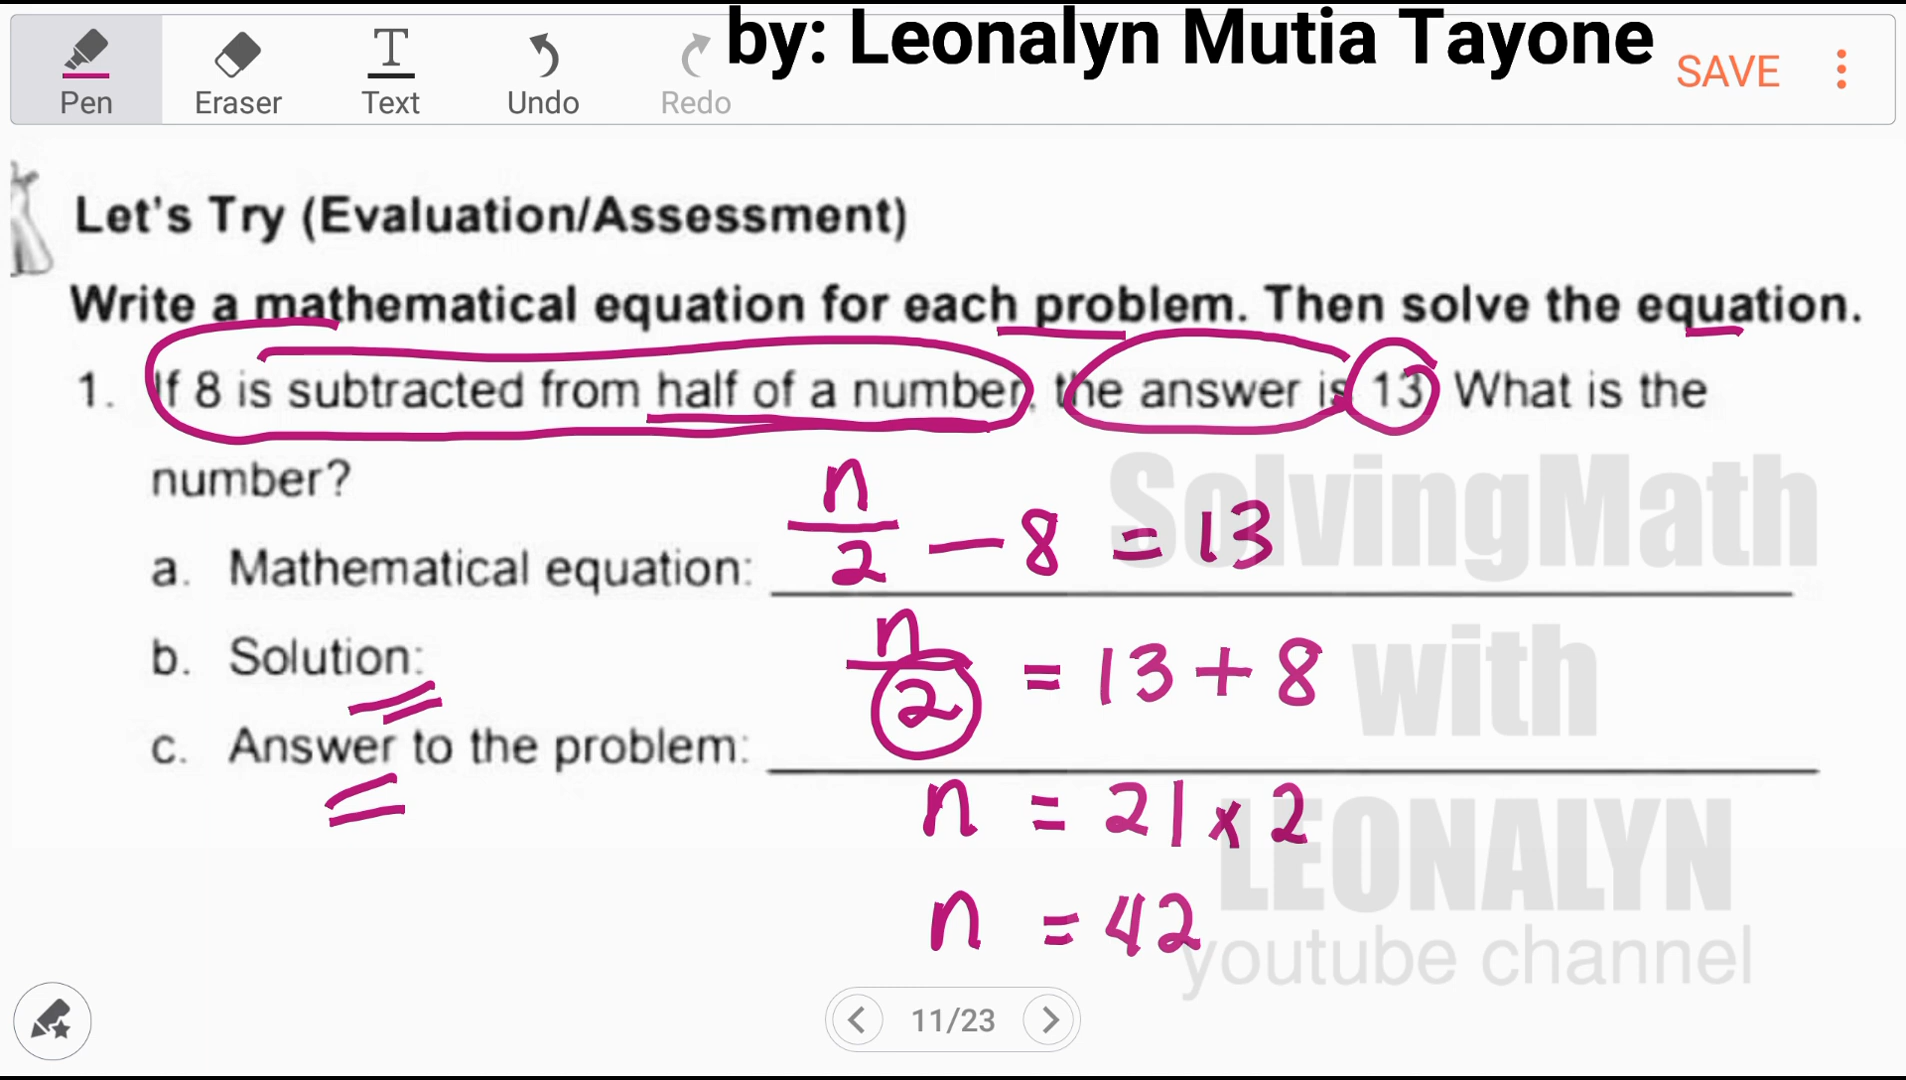 by: Leonalyn Mutia Tayone
Pen Eraser Text Undo Redo SAVE
Let's Try (Evaluation/Assessment)
Write a mathematical equation for each problem. Then solve the equation.
1. If 8 is subtracted from half of a number, the answer is 13. What is the
number?
a. Mathematical equation: n/2 - 8 = 13
b. Solution: n/2 = 13 + 8
c. Answer to the problem:
n = 21 x 2
n = 42
SolvingMath
with
LEONALYN
youtube channel
11/23